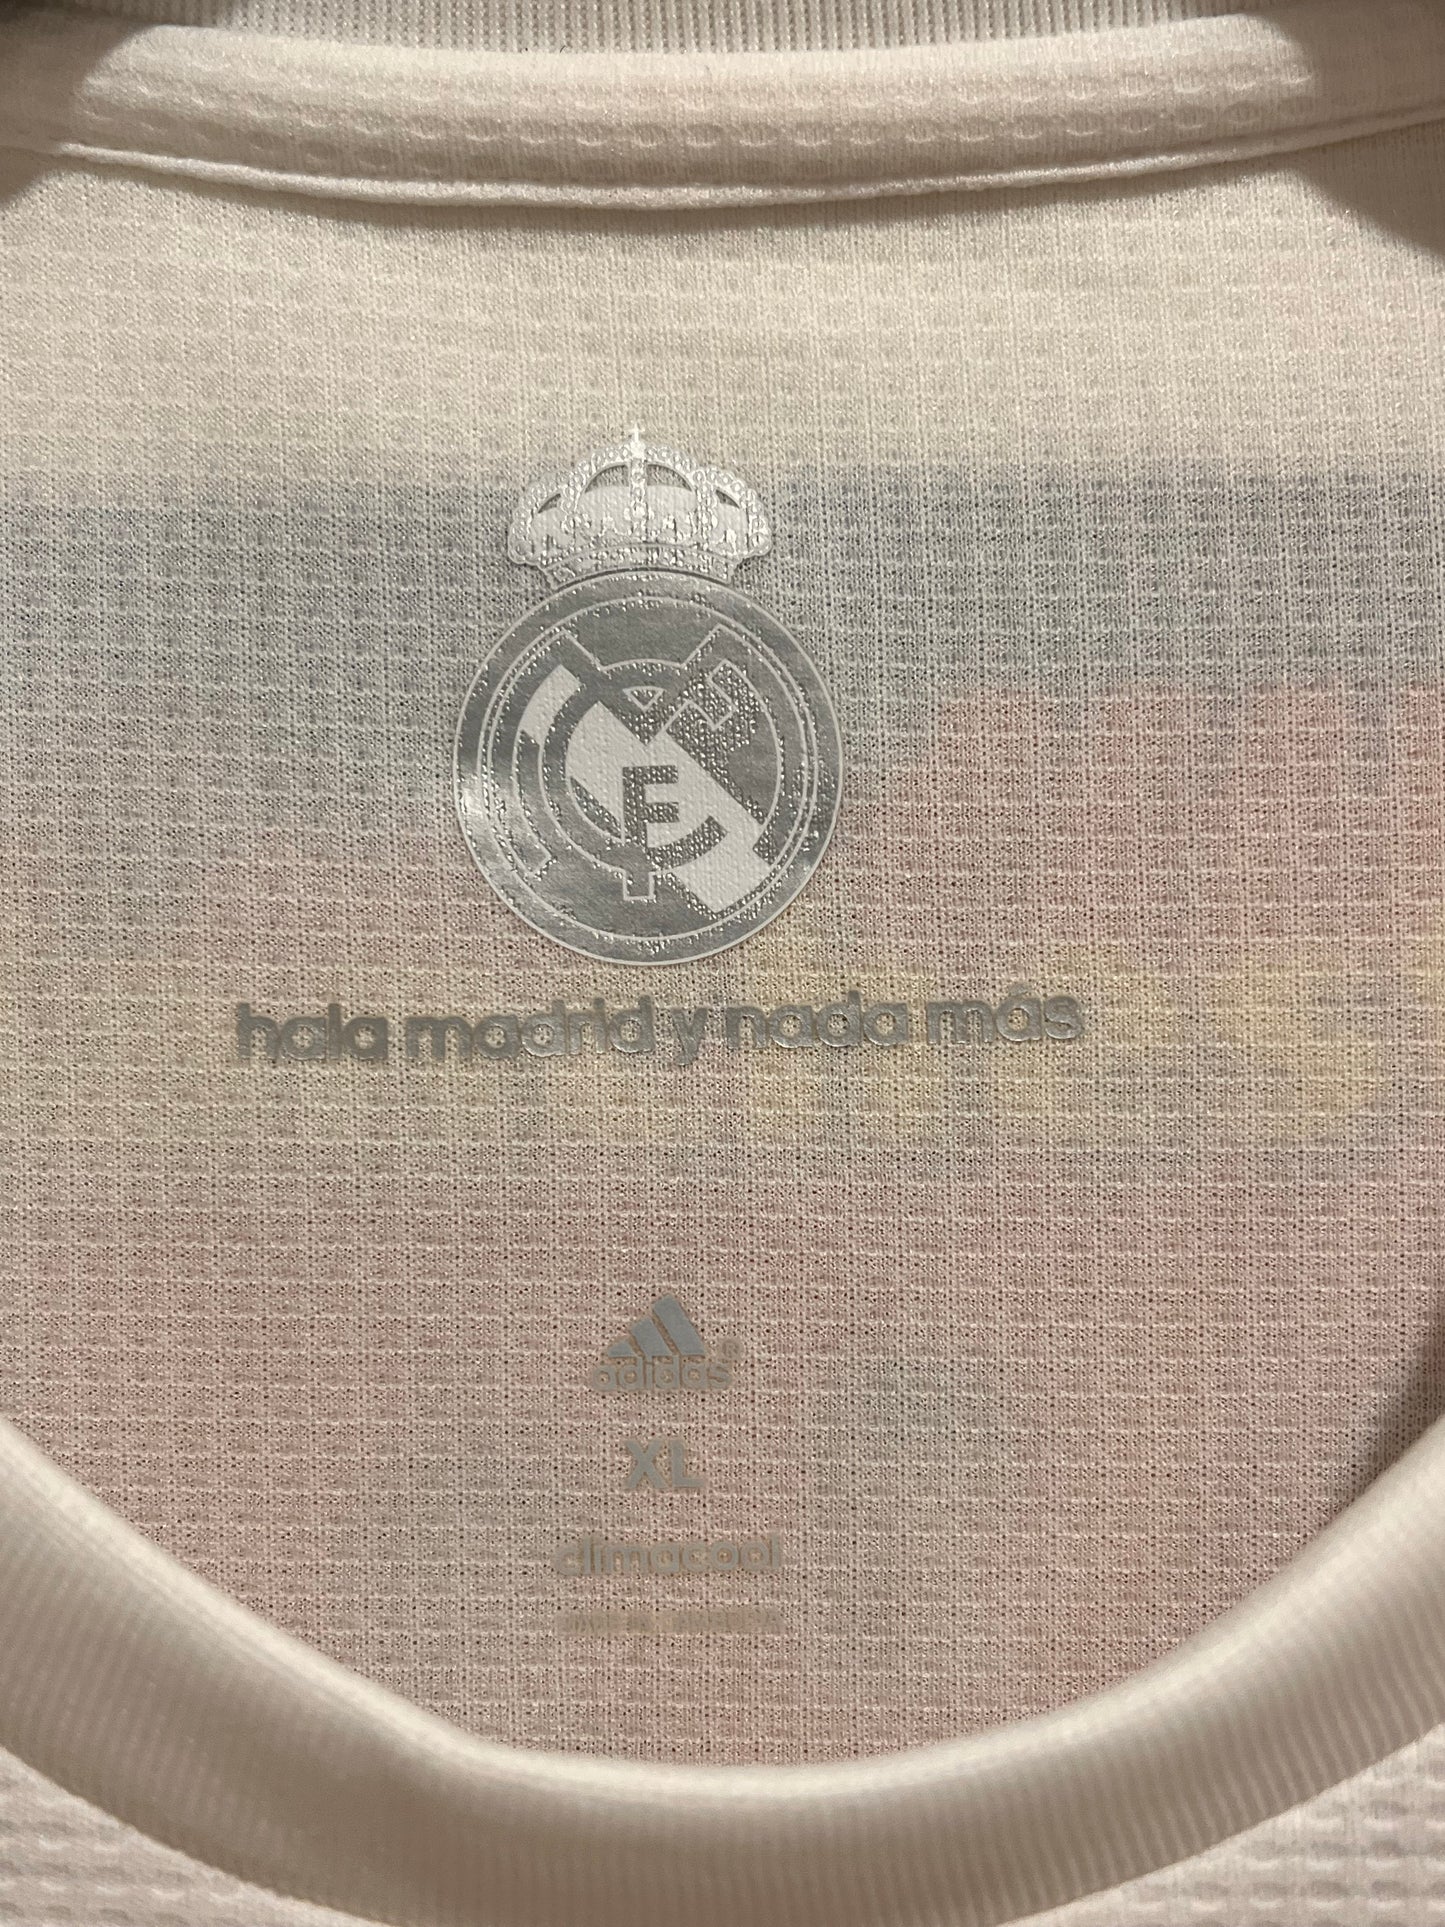 hala madrid y nada más
adidas®
XL
climacool